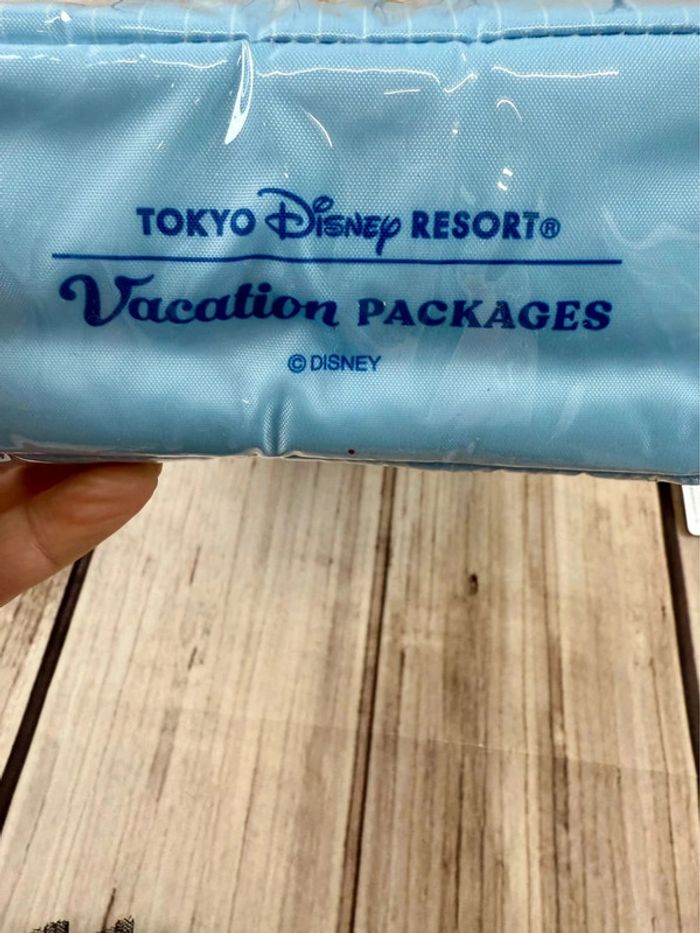 TOKYO Disney RESORT®
Vacation PACKAGES
© DISNEY